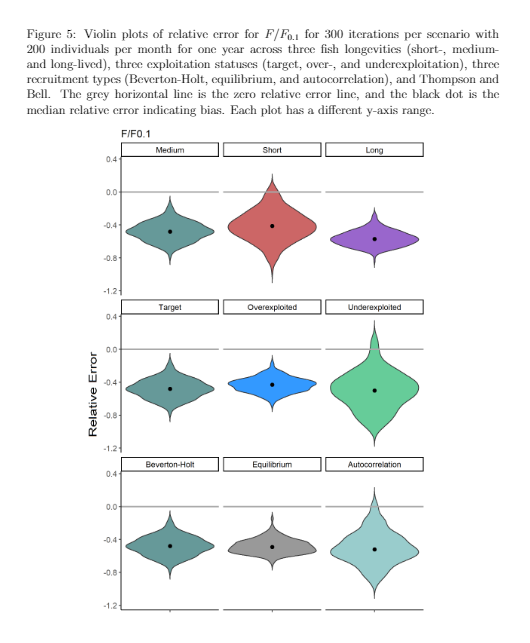 Figure 5: Violin plots of relative error for F/F0.1 for 300 iterations per scenario with
200 individuals per month for one year across three fish longevities (short-, medium-
and long-lived), three exploitation statuses (target, over-, and underexploitation), three
recruitment types (Beverton-Holt, equilibrium, and autocorrelation), and Thompson and
Bell. The grey horizontal line is the zero relative error line, and the black dot is the
median relative error indicating bias. Each plot has a different y-axis range.
F/F0.1
Medium Short Long
0.4
0.0
-0.4
-0.8
-1.2
Target Overexploited Underexploited
0.4
0.0
-0.4
-0.8
-1.2
Relative Error
Beverton-Holt Equilibrium Autocorrelation
0.4
0.0
-0.4
-0.8
-1.2